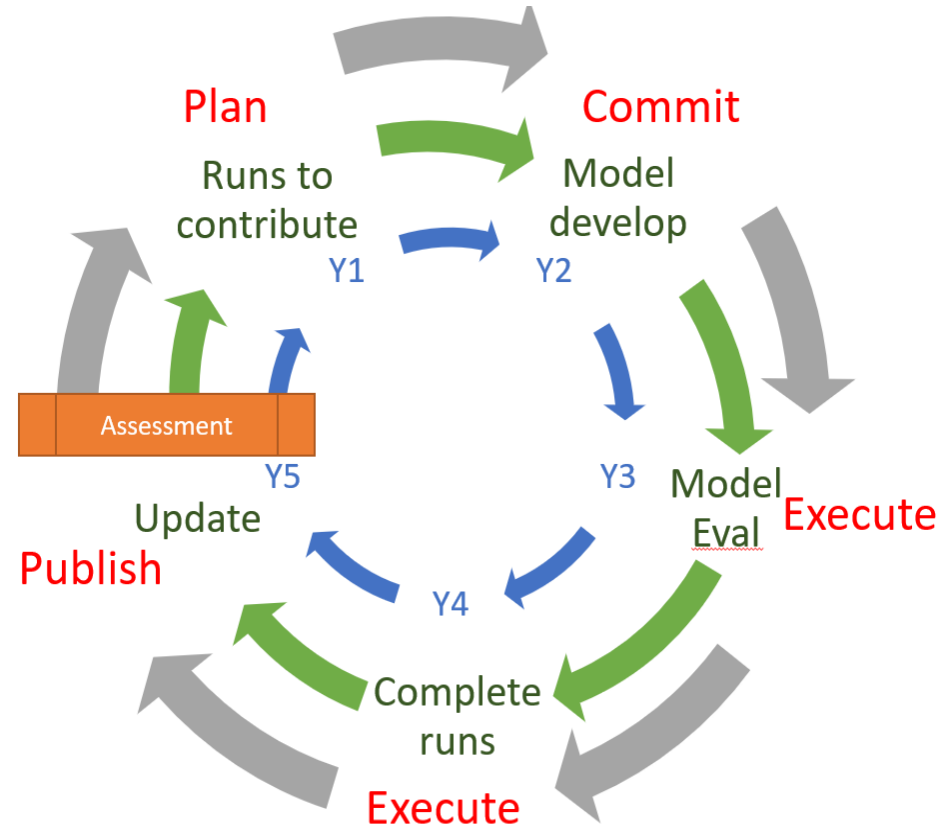 Plan
Commit
Runs to
contribute
Model
develop
Y1
Y2
Assessment
Y5
Y3
Model
Eval
Execute
Update
Publish
Y4
Complete
runs
Execute